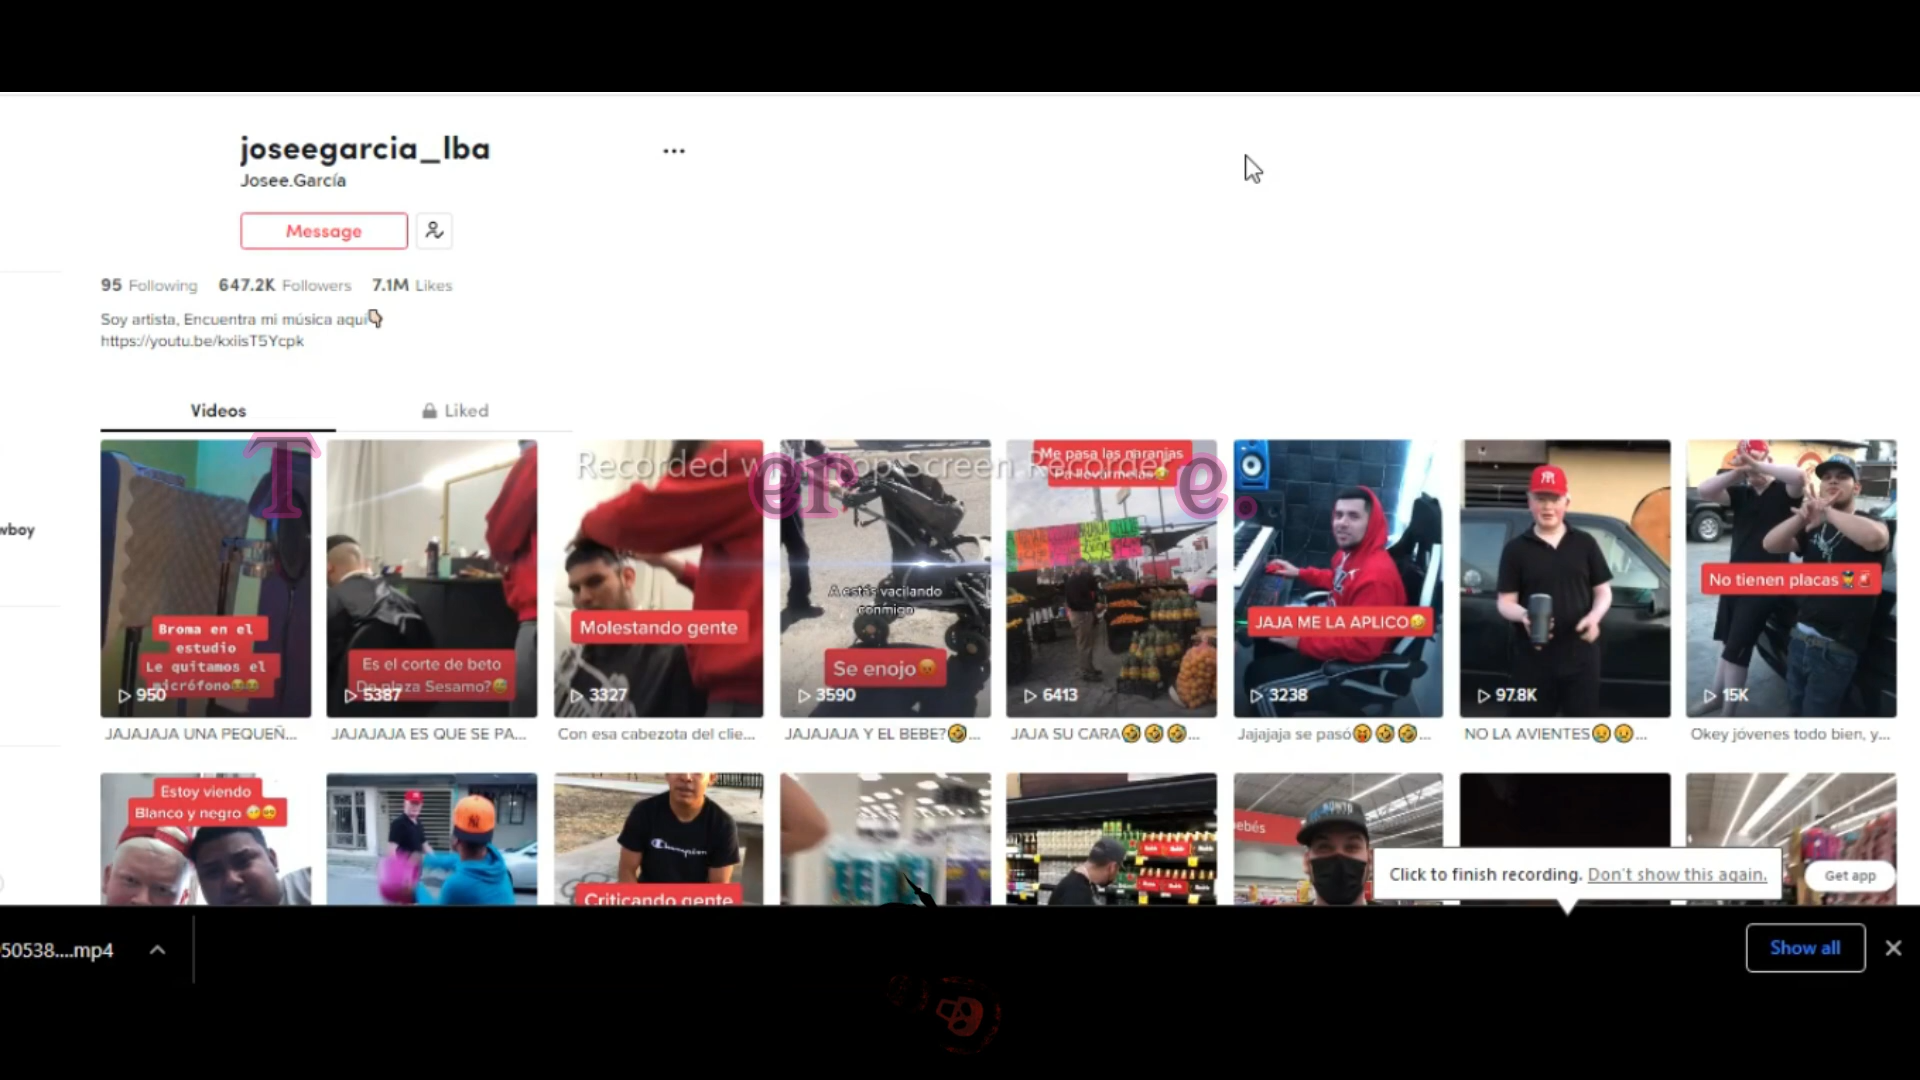 joseegarcia_lba
...
Josee.García
Message
95 Following 647.2K Followers 7.1M Likes
Soy artista, Encuentra mi música aquí
https://youtu.be/kxiisT5Ycpk
Videos
Liked
wboy
T
er
e.
Recorded
Screen
Broma en el
estudio
Le quitamos el
micrófono
950
JAJAJAJA UNA PEQUEÑ...
Es el corte de beto
De plaza Sesamo?
5387
JAJAJAJA ES QUE SE PA...
Molestando gente
3327
Con esa cabezota del clie...
A estás vacilando
conmigo
Se enojo
3590
JAJAJAJA Y EL BEBE?...
Me pasa las naranjas
Pa llevarmelas
6413
JAJA SU CARA...
JAJA ME LA APLICO
3238
Jajajaja se pasó...
97.8K
NO LA AVIENTES...
No tienen placas
15K
Okey jóvenes todo bien, y...
Estoy viendo
Blanco y negro
Champion
Criticando gente
ebés
Click to finish recording. Don't show this again.
Get app
50538....mp4
Show all